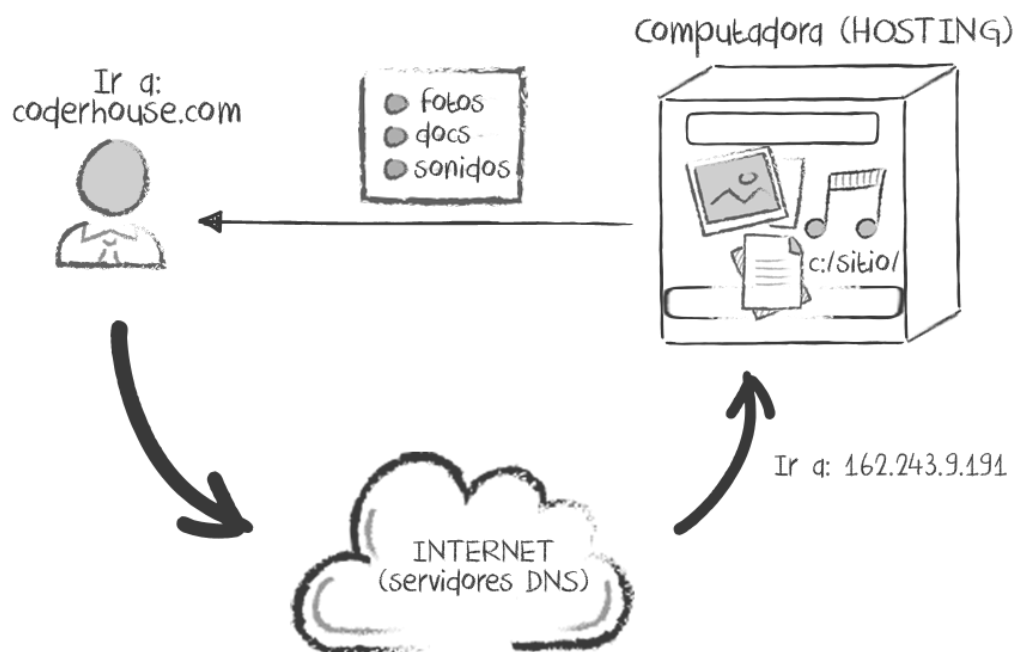 Computadora (HOSTING)
Ir a:
coderhouse.com
fotos
docs
sonidos
c:/sitio/
Ir a: 162.243.9.191
INTERNET
(servidores DNS)